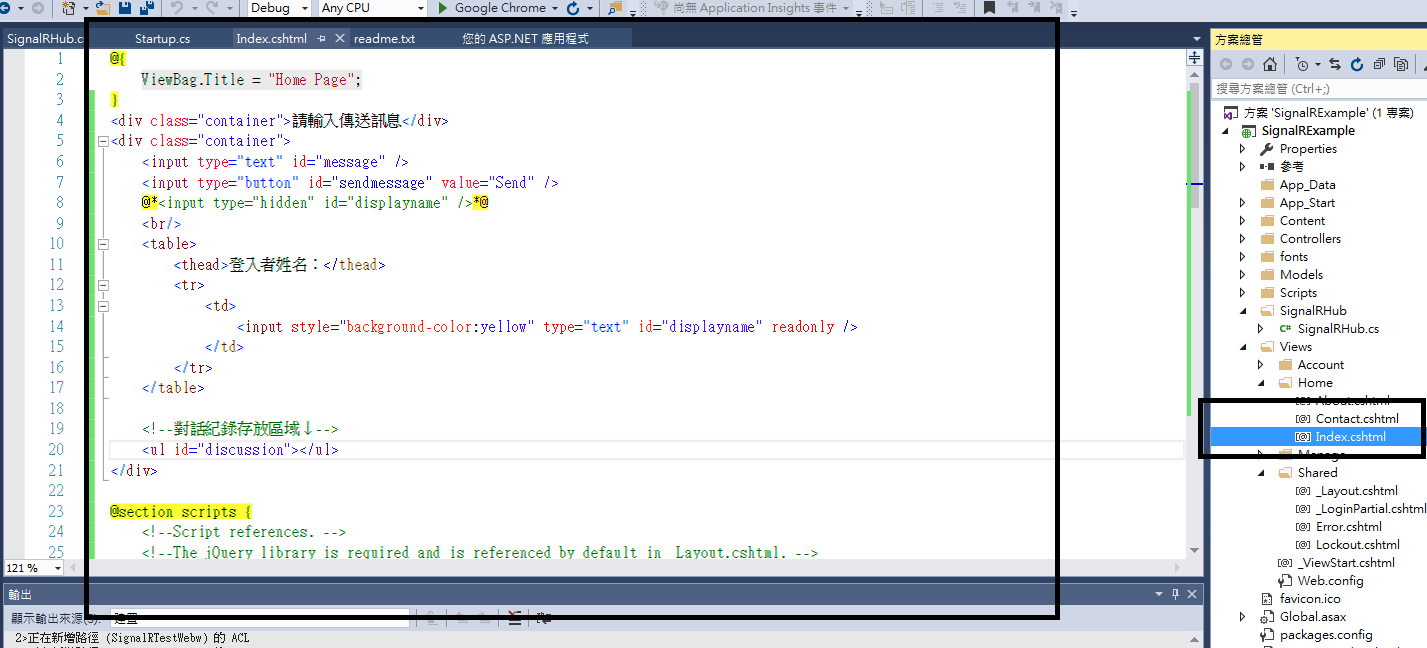 Debug
Any CPU
Google Chrome
尚無 Application Insights 事件
SignalRHub.c
Startup.cs
Index.cshtml
readme.txt
您的 ASP.NET 應用程式
1 @{
2 ViewBag.Title = "Home Page";
3 }
4 <div class="container">請輸入傳送訊息</div>
5 <div class="container">
6 <input type="text" id="message" />
7 <input type="button" id="sendmessage" value="Send" />
8 @*<input type="hidden" id="displayname" />*@
9 <br/>
10 <table>
11 <thead>登入者姓名：</thead>
12 <tr>
13 <td>
14 <input style="background-color:yellow" type="text" id="displayname" readonly />
15 </td>
16 </tr>
17 </table>
18
19 <!--對話紀錄存放區域↓-->
20 <ul id="discussion"></ul>
21 </div>
22
23 @section scripts {
24 <!--Script references. -->
25 <!--The jQuery library is required and is referenced by default in _Layout.cshtml. -->
121 %
輸出
顯示輸出來源(S):
建置
2>正在新增路徑 (SignalRTestWebw) 的 ACL
方案總管
搜尋方案總管 (Ctrl+;)
方案 'SignalRExample' (1 專案)
SignalRExample
Properties
參考
App_Data
App_Start
Content
Controllers
fonts
Models
Scripts
SignalRHub
SignalRHub.cs
Views
Account
Home
About.cshtml
Contact.cshtml
Index.cshtml
Manage
Shared
_Layout.cshtml
_LoginPartial.cshtm
Error.cshtml
Lockout.cshtml
_ViewStart.cshtml
Web.config
favicon.ico
Global.asax
packages.config